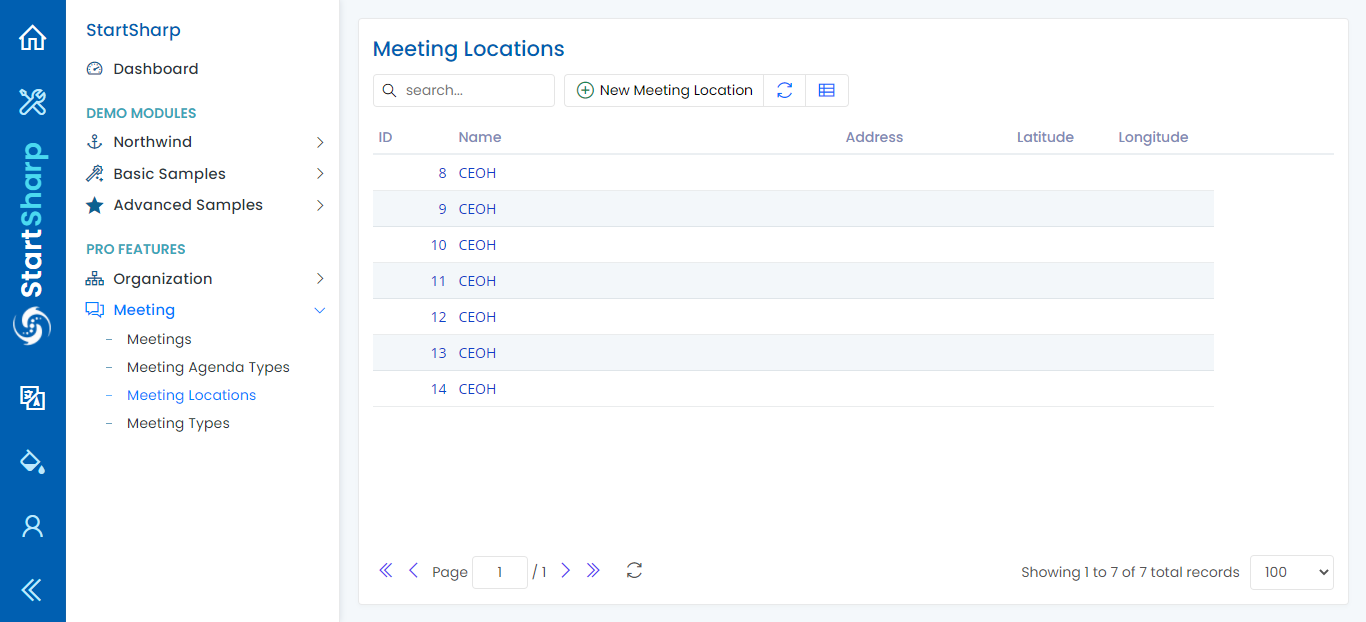 StartSharp
StartSharp
Dashboard
DEMO MODULES
Northwind
Basic Samples
Advanced Samples
PRO FEATURES
Organization
Meeting
– Meetings
– Meeting Agenda Types
– Meeting Locations
– Meeting Types
Meeting Locations
search...
New Meeting Location
ID Name Address Latitude Longitude
8 CEOH
9 CEOH
10 CEOH
11 CEOH
12 CEOH
13 CEOH
14 CEOH
Page 1 / 1
Showing 1 to 7 of 7 total records 100